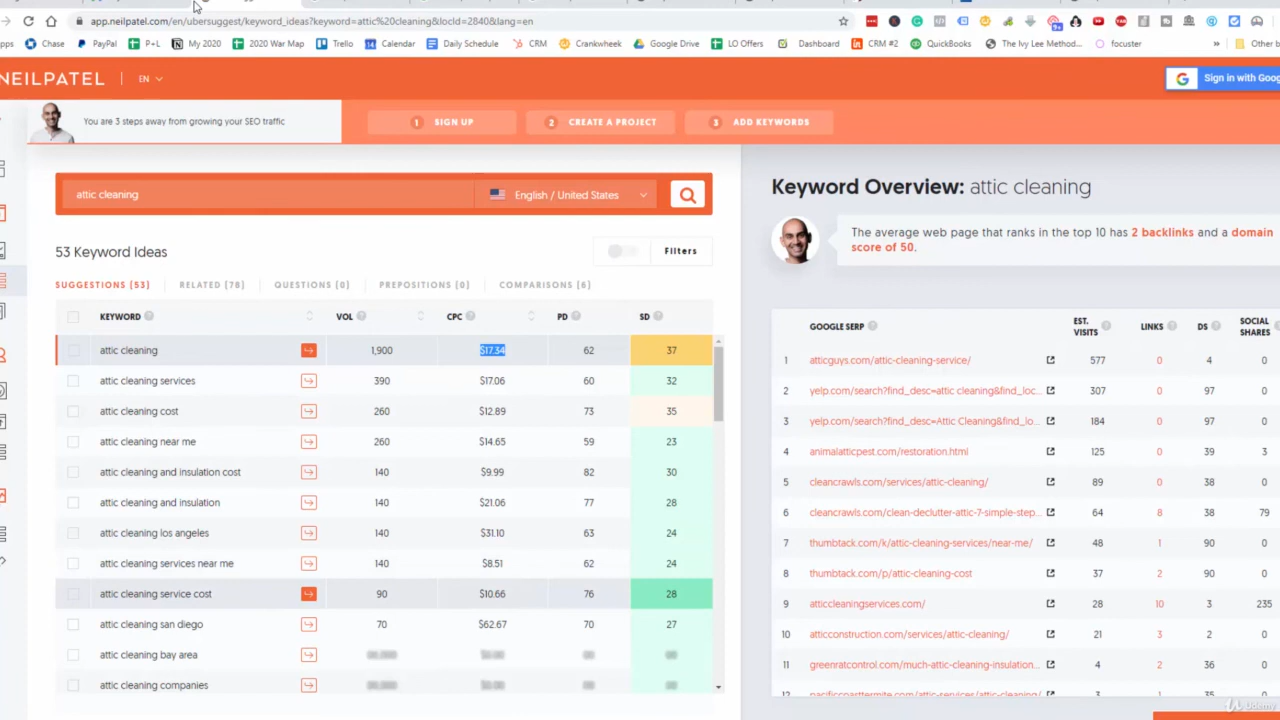 app.neilpatel.com/en/ubersuggest/keyword_ideas?keyword=attic%20cleaning&locId=2840&lang=en
Chase PayPal P+L My 2020 2020 War Map Trello Calendar Daily Schedule CRM Crankwheek Google Drive LO Offers Dashboard CRM #2 QuickBooks The Ivy Lee Method... focuster » Other b
NEILPATEL EN Sign in with Goog
You are 3 steps away from growing your SEO traffic 1 SIGN UP 2 CREATE A PROJECT 3 ADD KEYWORDS
attic cleaning English / United States
Keyword Overview: attic cleaning
The average web page that ranks in the top 10 has 2 backlinks and a domain
score of 50.
53 Keyword Ideas Filters
SUGGESTIONS (53) RELATED (78) QUESTIONS (0) PREPOSITIONS (0) COMPARISONS (6)
KEYWORD VOL CPC PD SD
attic cleaning 1,900 $17.34 62 37
attic cleaning services 390 $17.06 60 32
attic cleaning cost 260 $12.89 73 35
attic cleaning near me 260 $14.65 59 23
attic cleaning and insulation cost 140 $9.99 82 30
attic cleaning and insulation 140 $21.06 77 28
attic cleaning los angeles 140 $31.10 63 24
attic cleaning services near me 140 $8.51 62 24
attic cleaning service cost 90 $10.66 76 28
attic cleaning san diego 70 $62.67 70 27
attic cleaning bay area
attic cleaning companies
GOOGLE SERP EST. VISITS LINKS DS SOCIAL SHARES
1 atticguys.com/attic-cleaning-service/ 577 0 4 0
2 yelp.com/search?find_desc=attic cleaning&find_loc... 307 0 97 0
3 yelp.com/search?find_desc=Attic Cleaning&find_lo... 184 0 97 0
4 animalatticpest.com/restoration.html 125 0 39 3
5 cleancrawls.com/services/attic-cleaning/ 89 0 38 0
6 cleancrawls.com/clean-declutter-attic-7-simple-step... 64 8 38 79
7 thumbtack.com/k/attic-cleaning-services/near-me/ 48 1 90 0
8 thumbtack.com/p/attic-cleaning-cost 37 2 90 0
9 atticcleaningservices.com/ 28 10 3 235
10 atticconstruction.com/services/attic-cleaning/ 21 3 2 0
11 greenratcontrol.com/much-attic-cleaning-insulation... 4 2 36 0
12 pacificcoasttermite.com/attic-services/attic-cleaning/ 3 1 35 0
Udemy